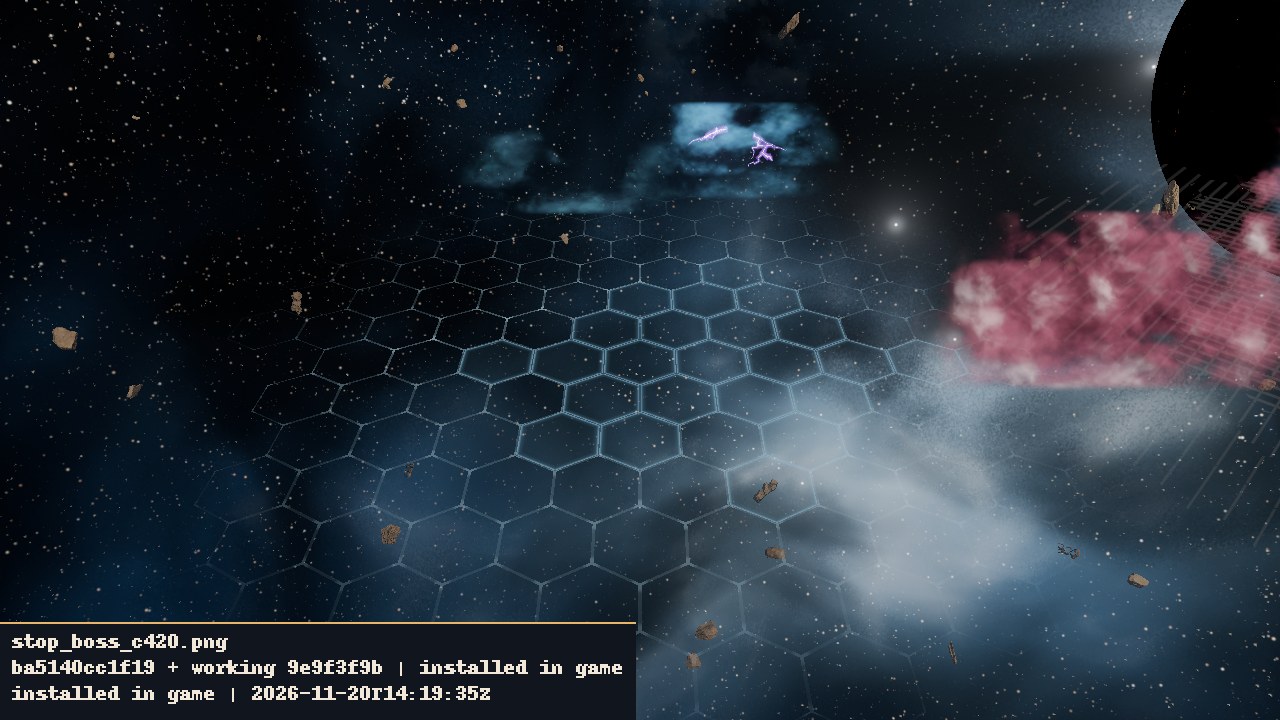 stop_boss_c420.png
ba5140cc1f19 + working 9e9f3f9b | installed in game
installed in game | 2026-11-20T14:19:35Z